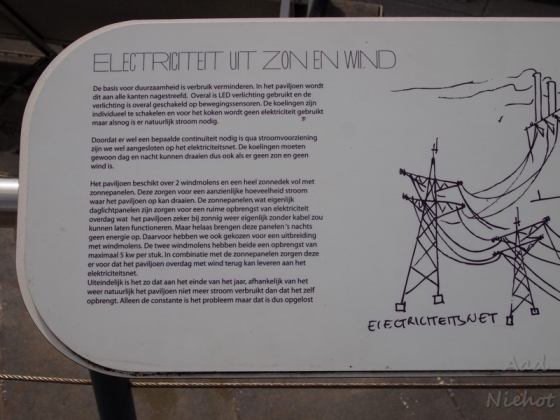 ELECTRICITEIT UIT ZON EN WIND
De basis voor duurzaamheid is verbruik verminderen. In het paviljoen wordt
dit aan alle kanten nagestreefd. Overal is LED verlichting gebruikt en de
verlichting is overal geschakeld op bewegingssensoren. De koelingen zijn
individueel te schakelen en voor het koken wordt geen elektriciteit gebruikt
maar alsnog is er natuurlijk stroom nodig.
Doordat er wel een bepaalde continuïteit nodig is qua stroomvoorziening
zijn we wel aangesloten op het elektriciteitsnet. De koelingen moeten
gewoon dag en nacht kunnen draaien dus ook als er geen zon en geen
wind is.
Het paviljoen beschikt over 2 windmolens en een heel zonnedek vol met
zonnepanelen. Deze zorgen voor een aanzienlijke hoeveelheid stroom
waar het paviljoen op kan draaien. De zonnepanelen, wat eigenlijk
daglichtpanelen zijn zorgen voor een ruime opbrengst van elektriciteit
overdag wat het paviljoen zeker bij zonnig weer eigenlijk zonder kabel zou
kunnen laten functioneren. Maar helaas brengen deze panelen 's nachts
geen energie op. Daarvoor hebben we ook gekozen voor een uitbreiding
met windmolens. De twee windmolens hebben beide een opbrengst van
maximaal 5 kw per stuk. In combinatie met de zonnepanelen zorgen deze
er voor dat het paviljoen overdag met wind terug kan leveren aan het
elektriciteitsnet.
Uiteindelijk is het zo dat aan het einde van het jaar, afhankelijk van het
weer natuurlijk het paviljoen niet meer stroom verbruikt dan dat het zelf
opbrengt. Alleen de constante is het probleem maar dat is dus opgelost
ELECTRICITEITSNET
Aad
Niehot